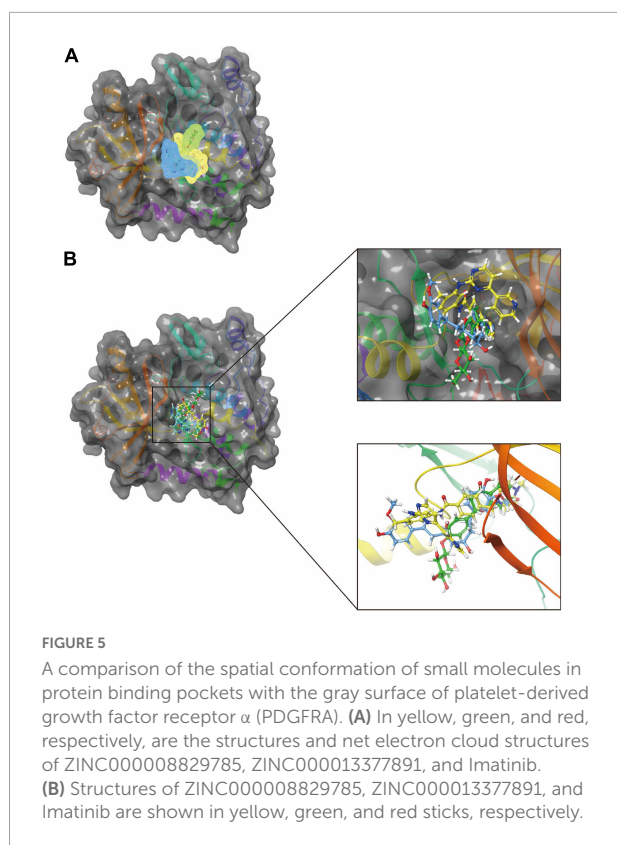 A
B
FIGURE 5
A comparison of the spatial conformation of small molecules in
protein binding pockets with the gray surface of platelet-derived
growth factor receptor α (PDGFRA). (A) In yellow, green, and red,
respectively, are the structures and net electron cloud structures
of ZINC000008829785, ZINC000013377891, and Imatinib.
(B) Structures of ZINC000008829785, ZINC000013377891, and
Imatinib are shown in yellow, green, and red sticks, respectively.